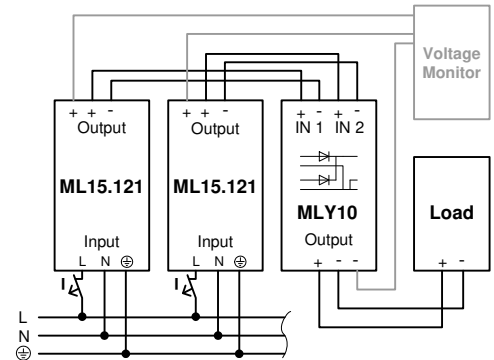 Voltage
Monitor
+ + - + + - + - + -
Output Output IN 1 IN 2
ML15.121 ML15.121 MLY10 Load
Input Input Output
L N ⏚ L N ⏚ + - - + -
I I
L
N
⏚